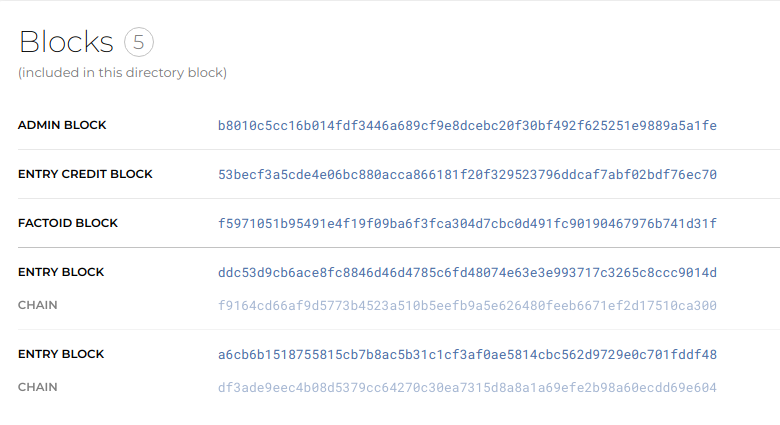 Blocks 5
(included in this directory block)
ADMIN BLOCK b8010c5cc16b014fdf3446a689cf9e8dcebc20f30bf492f625251e9889a5a1fe
ENTRY CREDIT BLOCK 53becf3a5cde4e06bc880acca866181f20f329523796ddcaf7abf02bdf76ec70
FACTOID BLOCK f5971051b95491e4f19f09ba6f3fca304d7cbc0d491fc90190467976b741d31f
ENTRY BLOCK ddc53d9cb6ace8fc8846d46d4785c6fd48074e63e3e993717c3265c8ccc9014d
CHAIN f9164cd66af9d5773b4523a510b5eefb9a5e626480feeb6671ef2d17510ca300
ENTRY BLOCK a6cb6b1518755815cb7b8ac5b31c1cf3af0ae5814cbc562d9729e0c701fddf48
CHAIN df3ade9eec4b08d5379cc64270c30ea7315d8a8a1a69efe2b98a60ecdd69e604